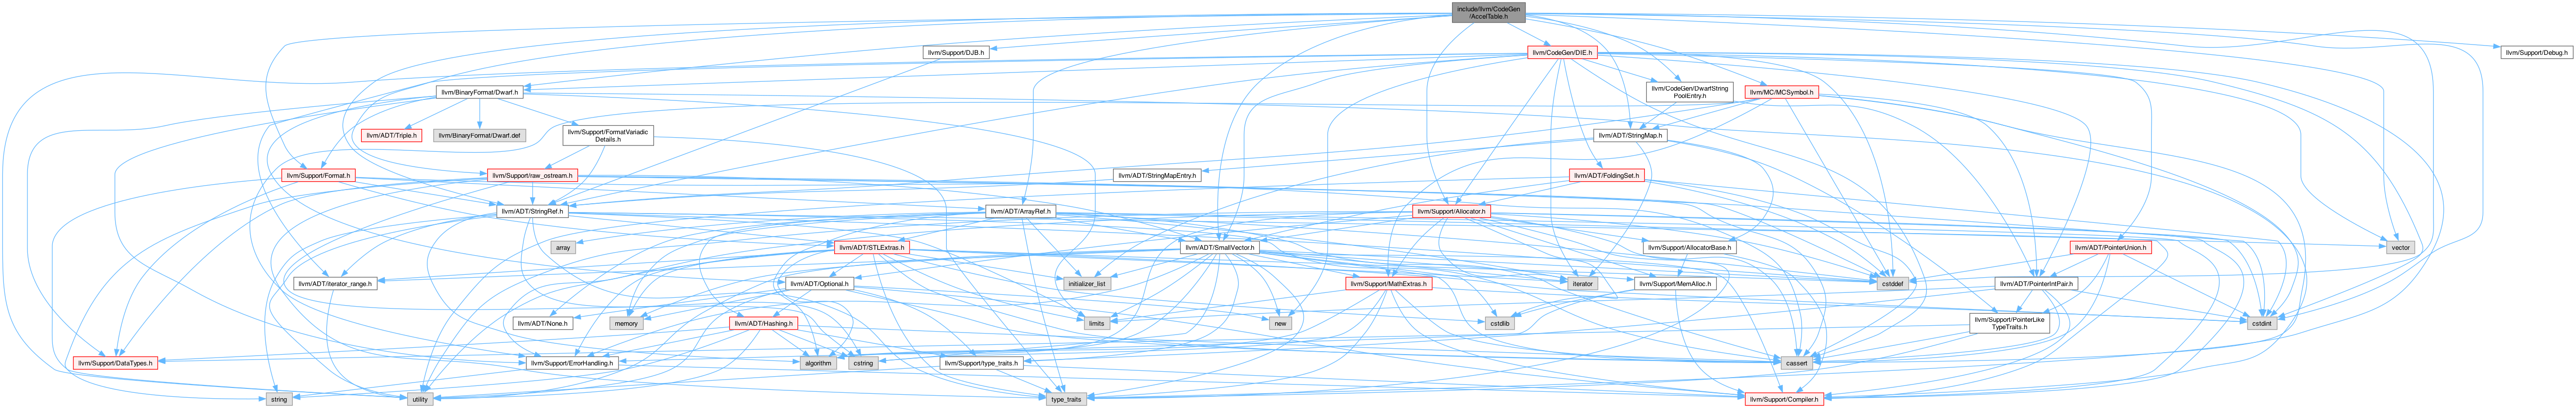 include/llvm/CodeGen
/AccelTable.h
llvm/Support/DJB.h
llvm/CodeGen/DIE.h
llvm/Support/Debug.h
llvm/BinaryFormat/Dwarf.h
llvm/CodeGen/DwarfString
PoolEntry.h
llvm/MC/MCSymbol.h
llvm/ADT/Triple.h
llvm/BinaryFormat/Dwarf.def
llvm/Support/FormatVariadic
Details.h
llvm/ADT/StringMap.h
llvm/Support/Format.h
llvm/Support/raw_ostream.h
llvm/ADT/StringMapEntry.h
llvm/ADT/FoldingSet.h
llvm/ADT/StringRef.h
llvm/ADT/ArrayRef.h
llvm/Support/Allocator.h
array
llvm/ADT/STLExtras.h
llvm/ADT/SmallVector.h
llvm/Support/AllocatorBase.h
llvm/ADT/PointerUnion.h
vector
llvm/ADT/iterator_range.h
llvm/ADT/Optional.h
initializer_list
llvm/Support/MathExtras.h
iterator
llvm/Support/MemAlloc.h
cstddef
llvm/ADT/PointerIntPair.h
llvm/ADT/None.h
memory
llvm/ADT/Hashing.h
limits
new
cstdlib
llvm/Support/PointerLike
TypeTraits.h
cstdint
llvm/Support/DataTypes.h
llvm/Support/ErrorHandling.h
algorithm
cstring
llvm/Support/type_traits.h
cassert
string
utility
type_traits
llvm/Support/Compiler.h